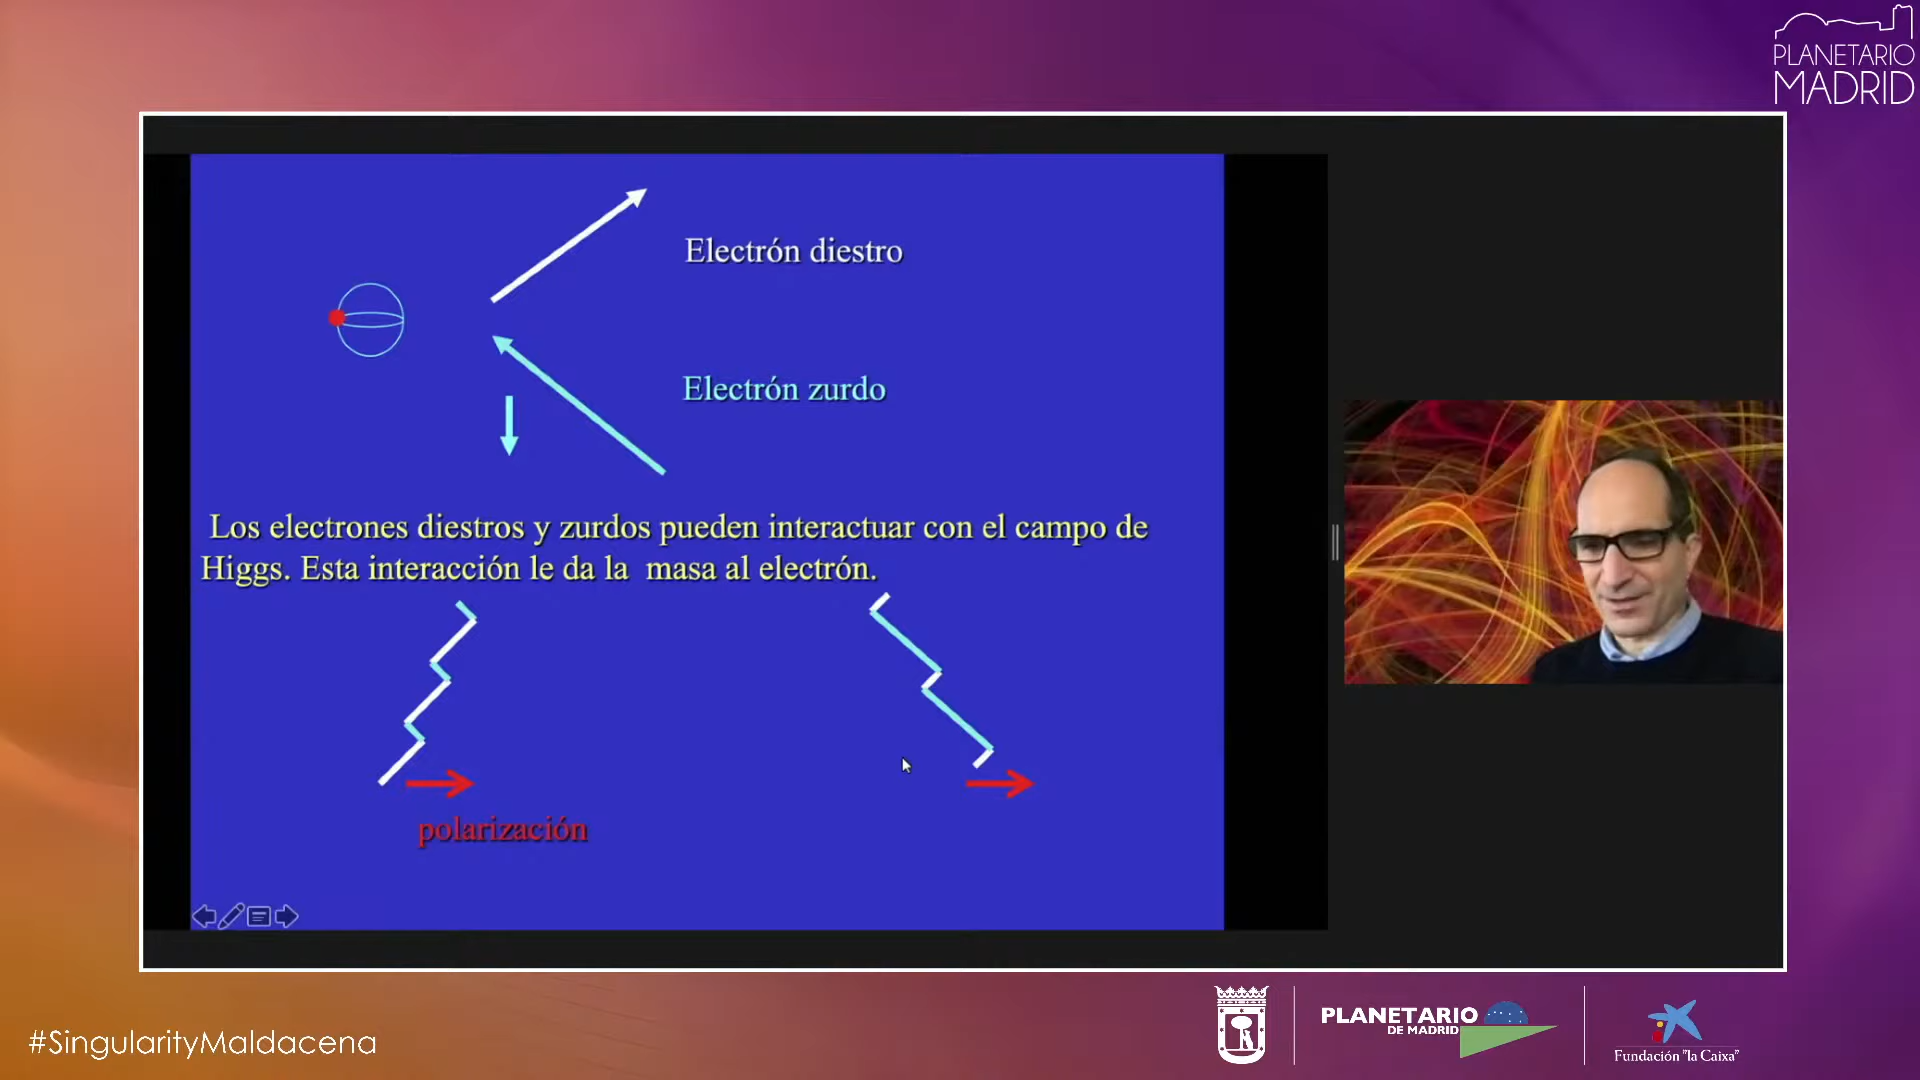 PLANETARIO
MADRID
Electrón diestro
Electrón zurdo
Los electrones diestros y zurdos pueden interactuar con el campo de
Higgs. Esta interacción le da la masa al electrón.
polarización
#SingularityMaldacena
PLANETARIO
DE MADRID
Fundación "la Caixa"